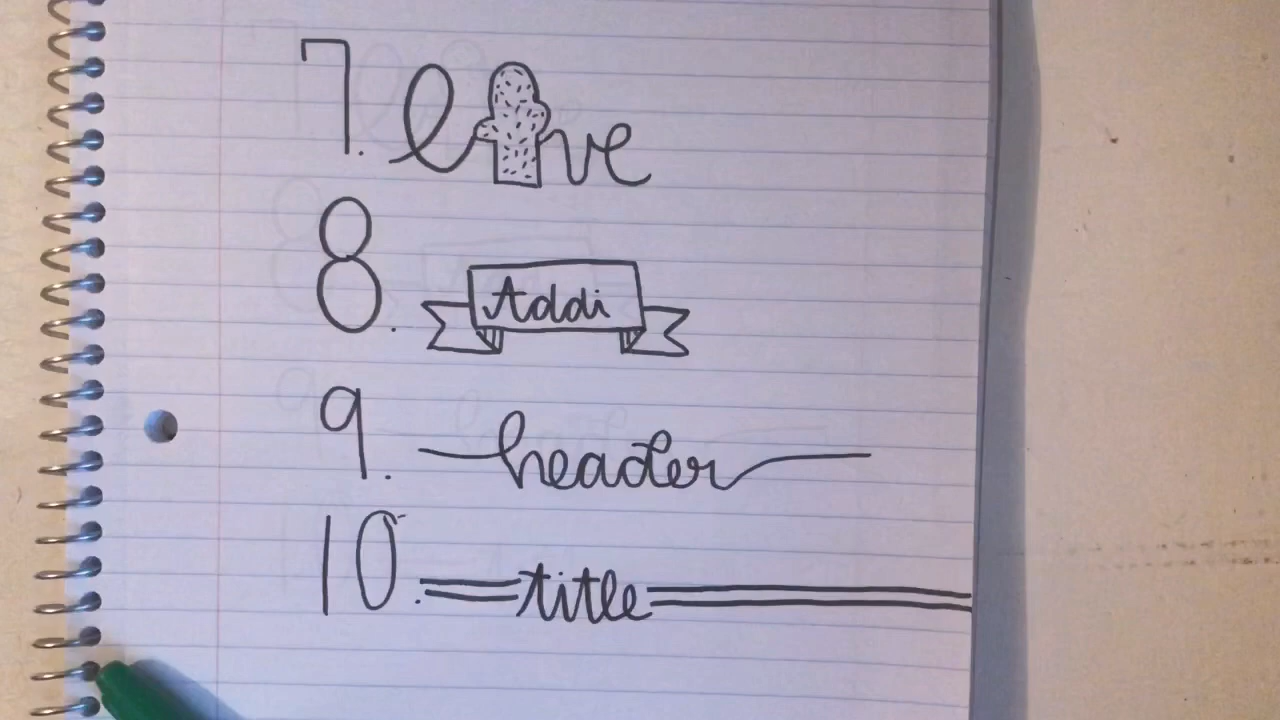 7. love
8. Addi
9. header
10. title